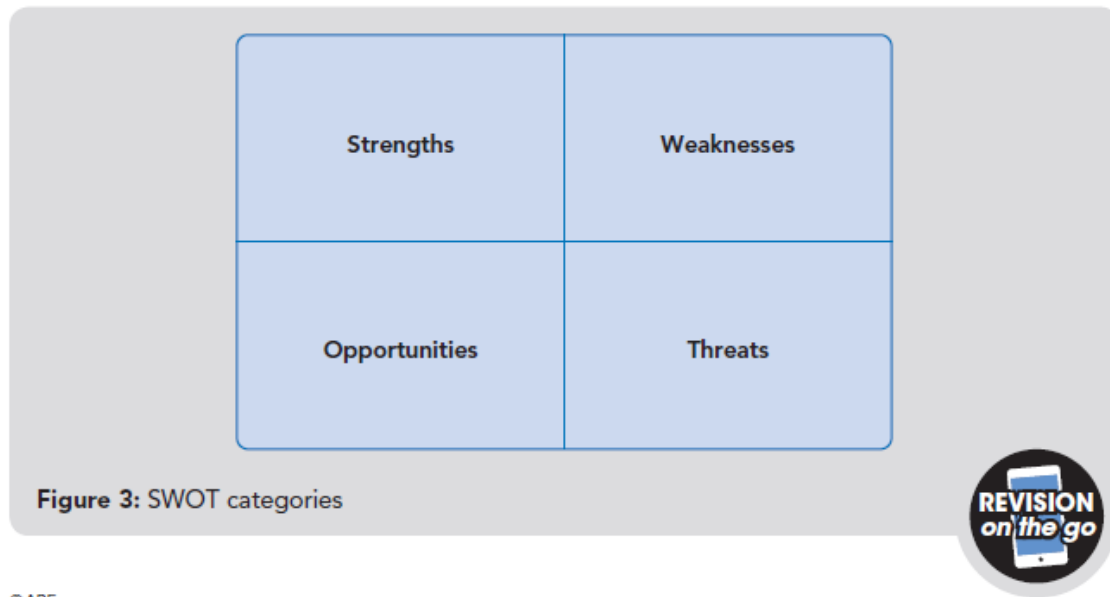 Strengths
Weaknesses
Opportunities
Threats
Figure 3: SWOT categories
REVISION
on the go